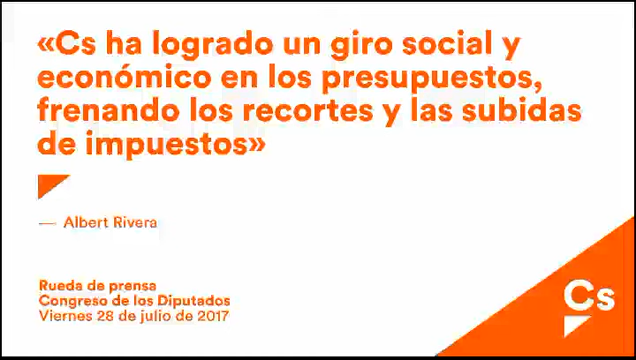 «Cs ha logrado un giro social y
económico en los presupuestos,
frenando los recortes y las subidas
de impuestos»
— Albert Rivera
Rueda de prensa
Congreso de los Diputados
Viernes 28 de julio de 2017
Cs